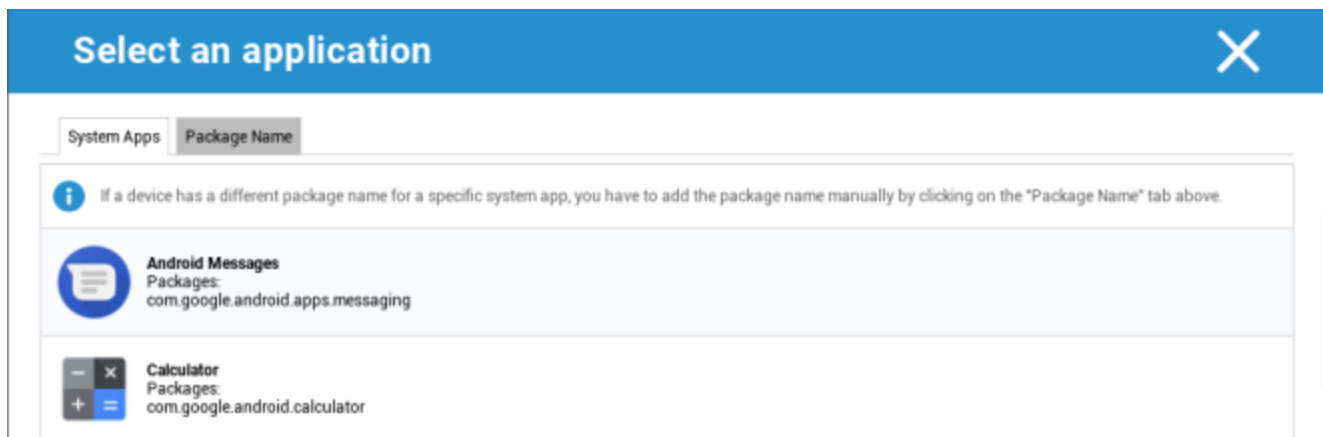 Select an application
System Apps
Package Name
If a device has a different package name for a specific system app, you have to add the package name manually by clicking on the "Package Name" tab above.
Android Messages
Packages:
com.google.android.apps.messaging
Calculator
Packages:
com.google.android.calculator